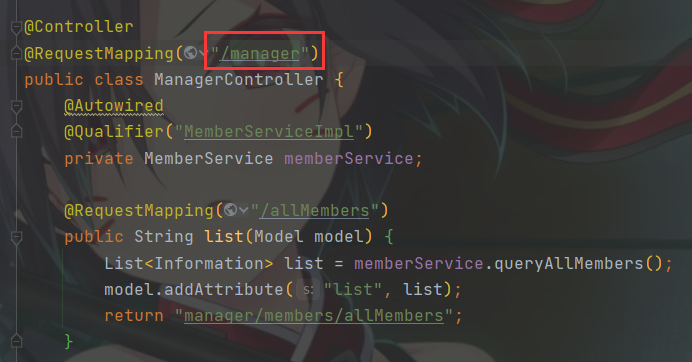 @Controller
@RequestMapping("/manager")
public class ManagerController {
@Autowired
@Qualifier("MemberServiceImpl")
private MemberService memberService;
@RequestMapping("/allMembers")
public String list(Model model) {
List<Information> list = memberService.queryAllMembers();
model.addAttribute( s: "list", list);
return "manager/members/allMembers";
}